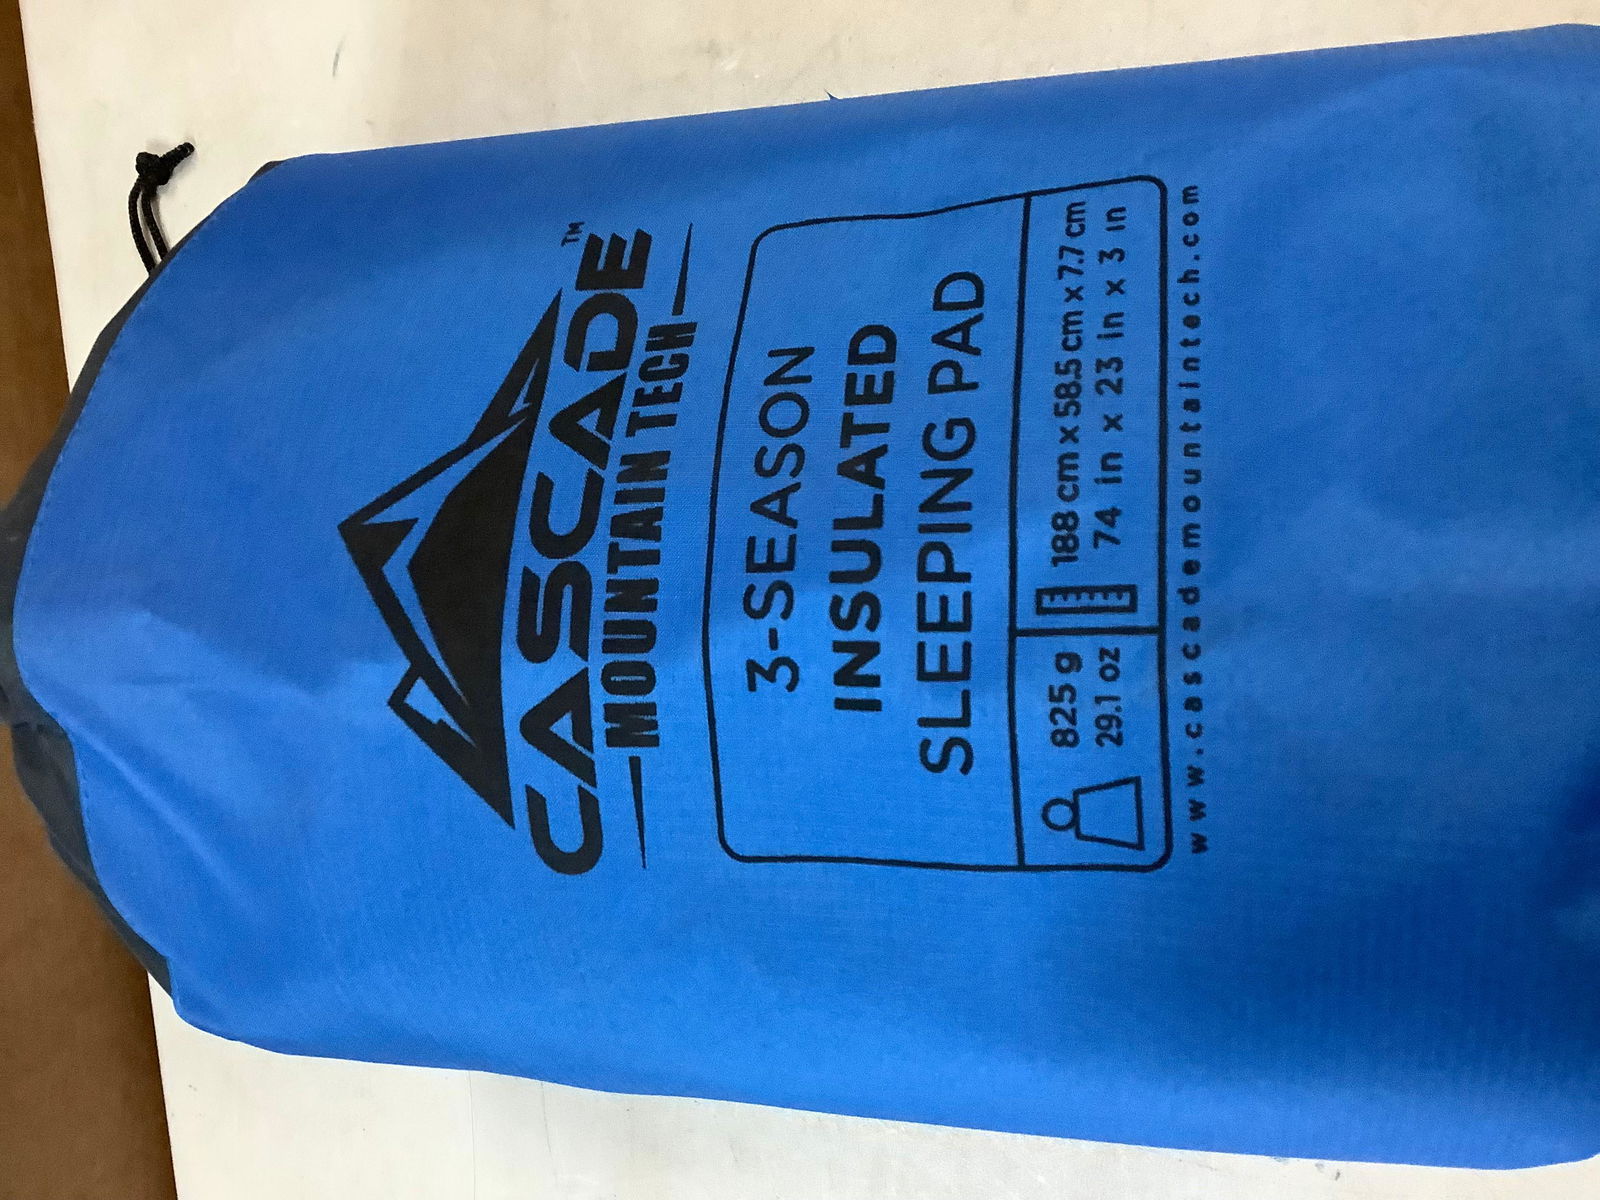 CASCADE™
MOUNTAIN TECH
3-SEASON
INSULATED
SLEEPING PAD
825 g
29.1 oz
188 cm x 58.5 cm x 7.7 cm
74 in x 23 in x 3 in
www.cascademountaintech.com